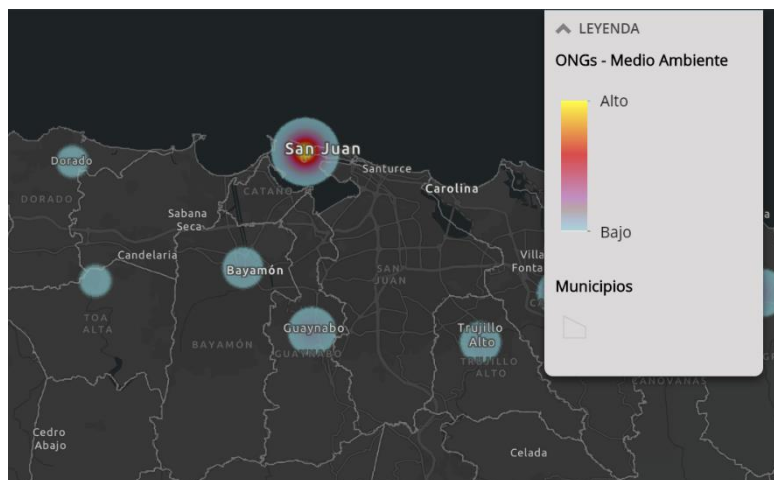 LEYENDA
ONGs - Medio Ambiente
Alto
Bajo
Municipios
San Juan
Santurce
Dorado
DORADO
CATAÑO
Carolina
Sabana
Seca
Candelaria
Bayamón
SAN
JUAN
Villa
TOA
ALTA
BAYAMÓN
Guaynabo
GUAYNABO
Trujillo
Alto
TRUJILLO
ALTO
CANÓVANAS
Cedro
Abajo
Celada